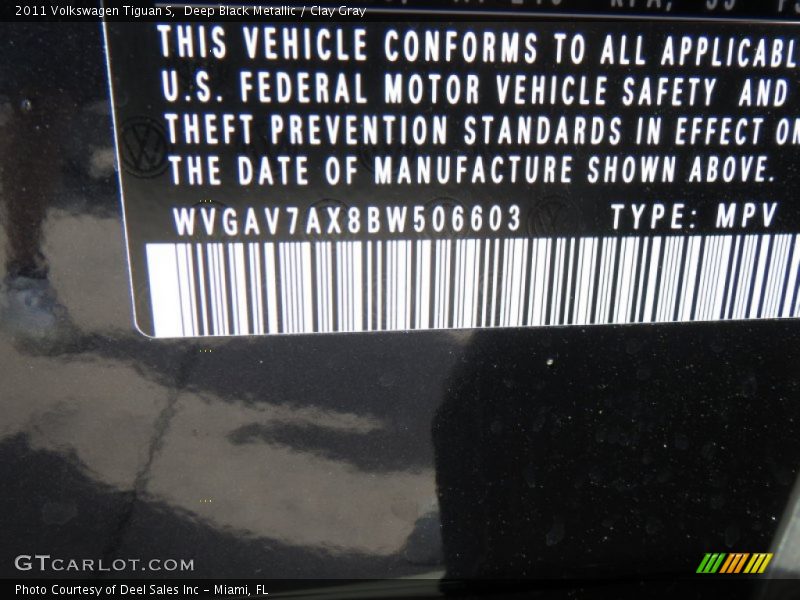 2011 Volkswagen Tiguan S, Deep Black Metallic / Clay Gray
THIS VEHICLE CONFORMS TO ALL APPLICABL
U.S. FEDERAL MOTOR VEHICLE SAFETY AND
THEFT PREVENTION STANDARDS IN EFFECT ON
THE DATE OF MANUFACTURE SHOWN ABOVE.
WVGAV7AX8BW506603 TYPE: MPV
GTCARLOT.COM
Photo Courtesy of Deel Sales Inc – Miami, FL